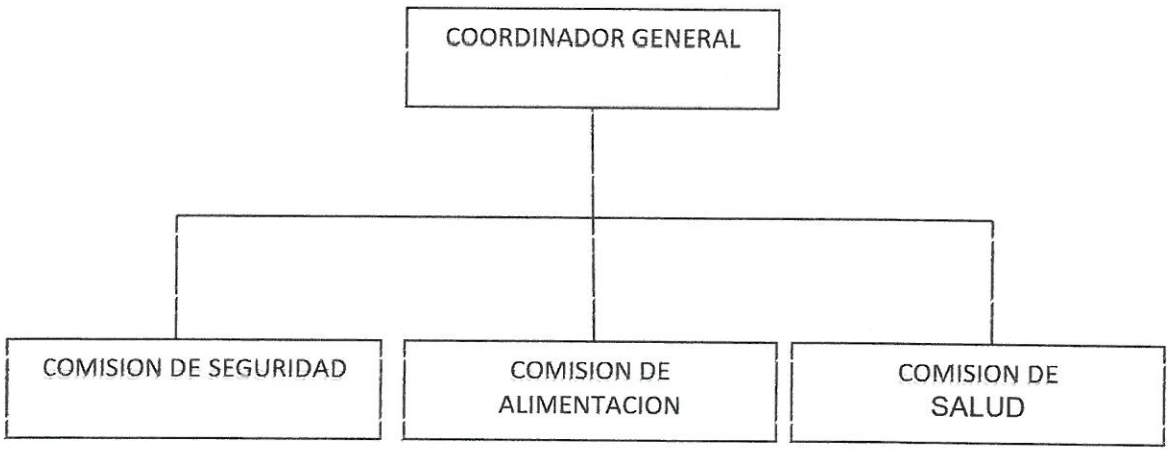 COORDINADOR GENERAL
COMISION DE SEGURIDAD
COMISION DE
ALIMENTACION
COMISION DE
SALUD